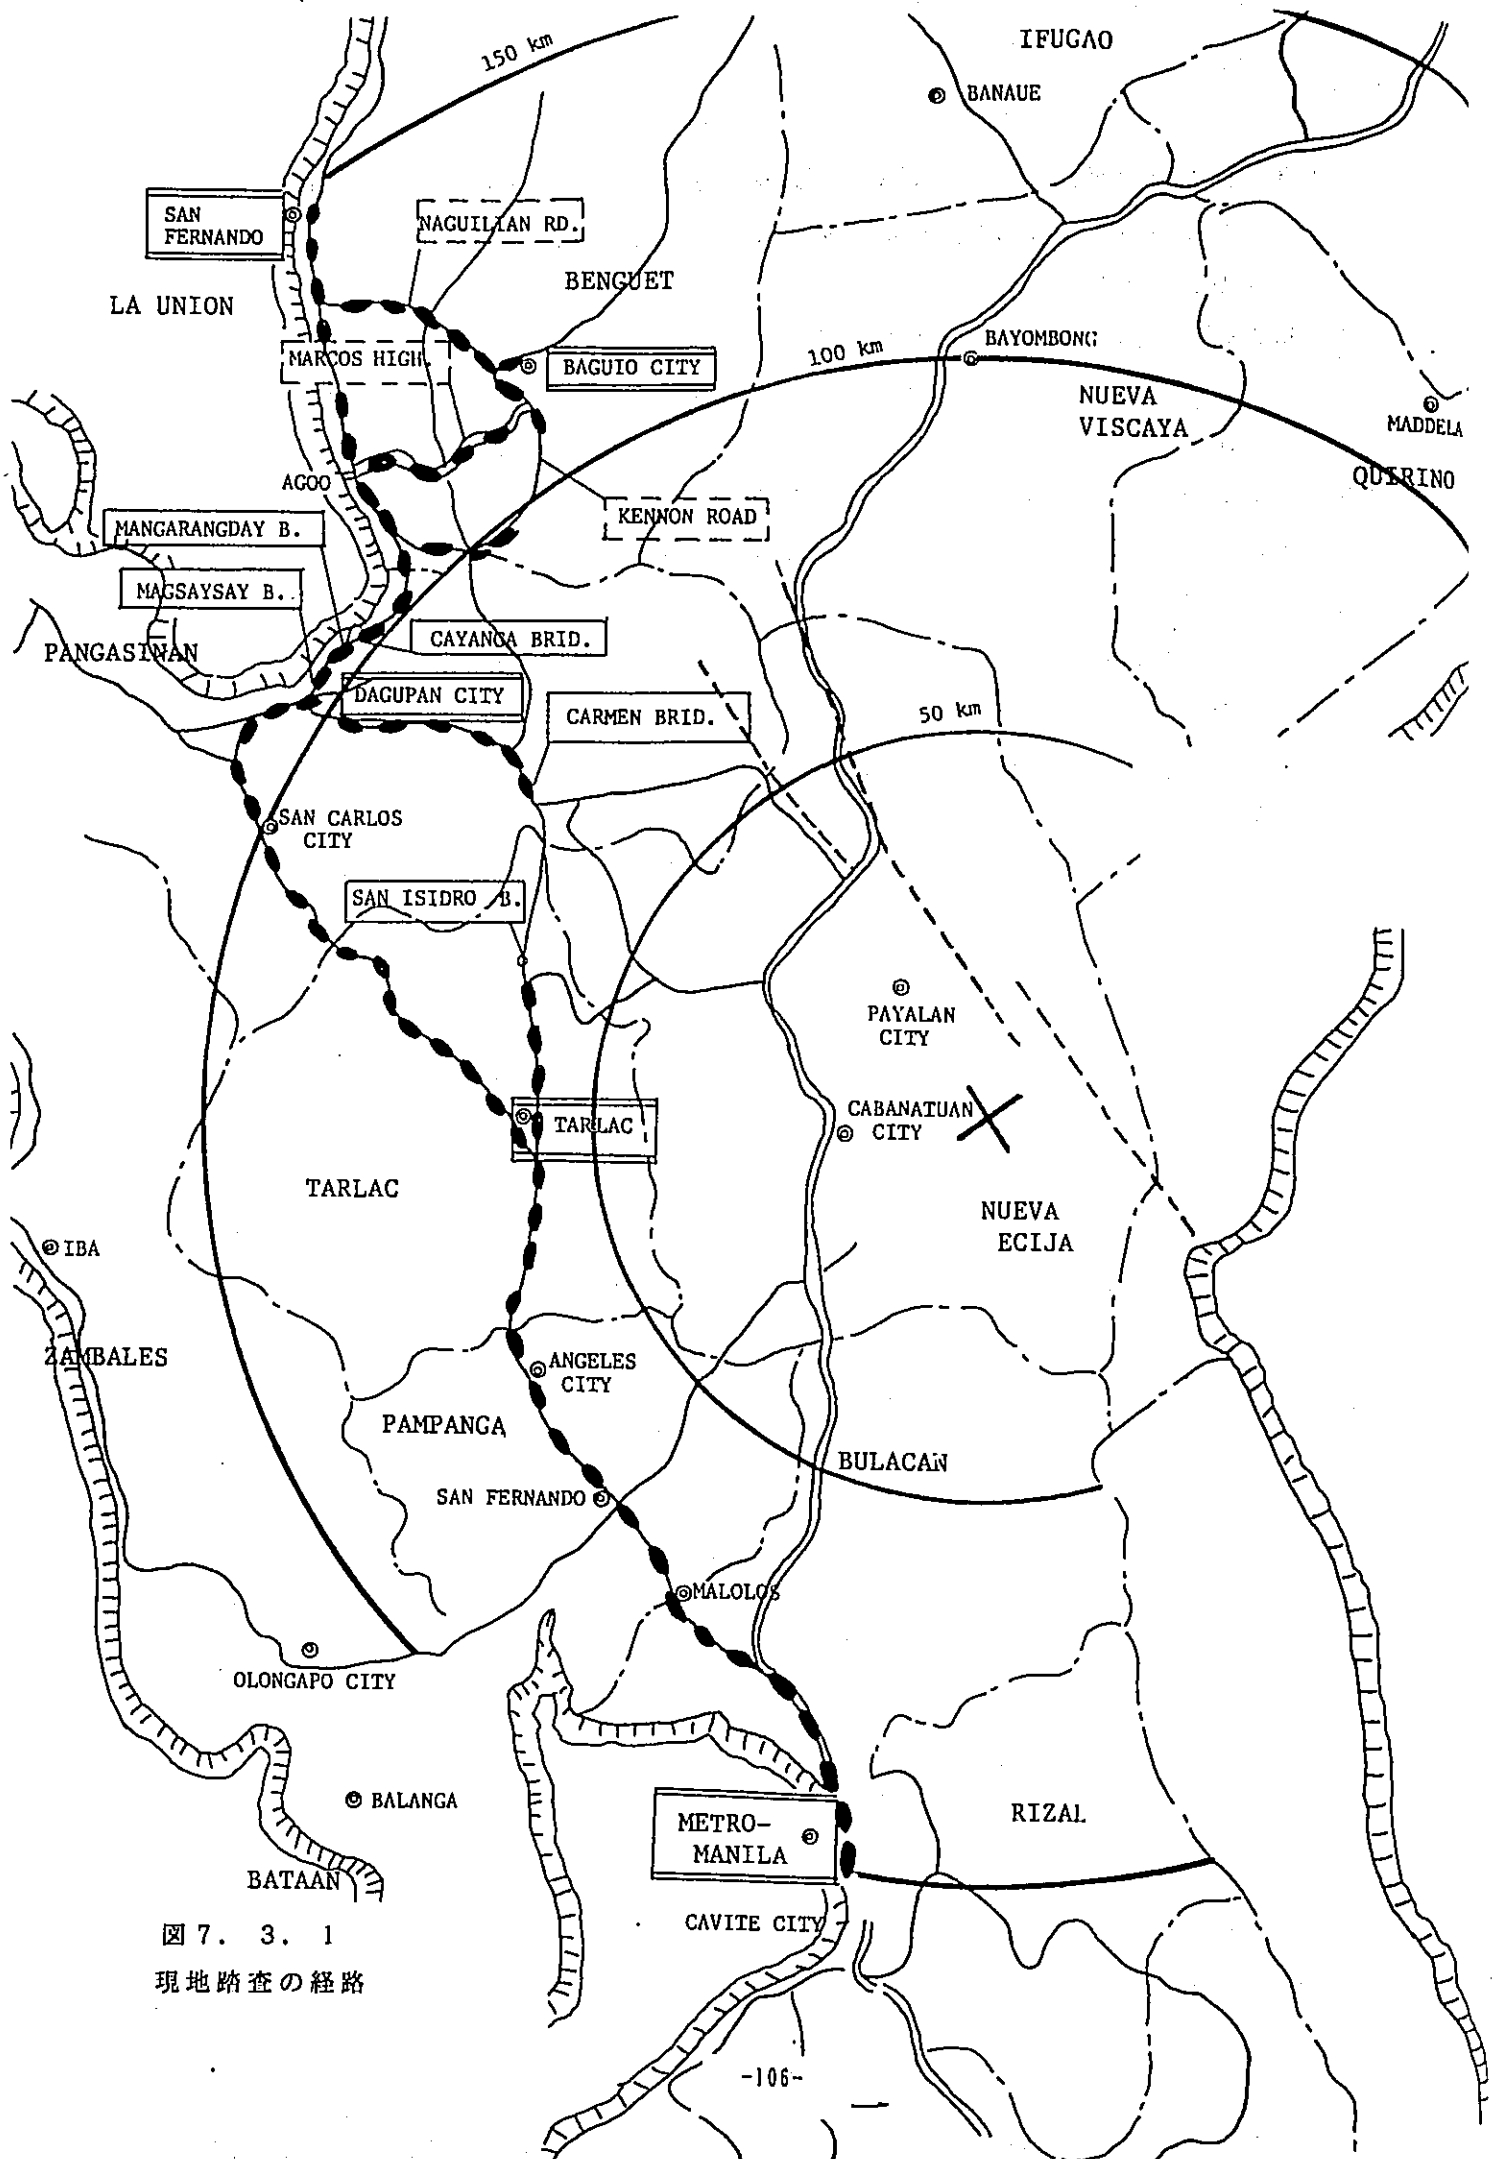 150 km
IFUGAO
BANAUE
SAN
FERNANDO
NAGUILIAN RD.
BENGUET
LA UNION
MARCOS HIGH.
BAGUIO CITY
100 km
BAYOMBONG
NUEVA
VISCAYA
MADDELA
QUIRINO
AGOO
KENNON ROAD
MANGARANGDAY B.
MAGSAYSAY B.
CAYANGA BRID.
PANGASINAN
DAGUPAN CITY
CARMEN BRID.
50 km
SAN CARLOS
CITY
SAN ISIDRO B.
PAYALAN
CITY
CABANATUAN
CITY
TARLAC
TARLAC
NUEVA
ECIJA
IBA
ZAMBALES
ANGELES
CITY
PAMPANGA
BULACAN
SAN FERNANDO
MALOLOS
OLONGAPO CITY
BALANGA
METRO-
MANILA
RIZAL
BATAAN
CAVITE CITY
図7. 3. 1
現地踏査の経路
-106-